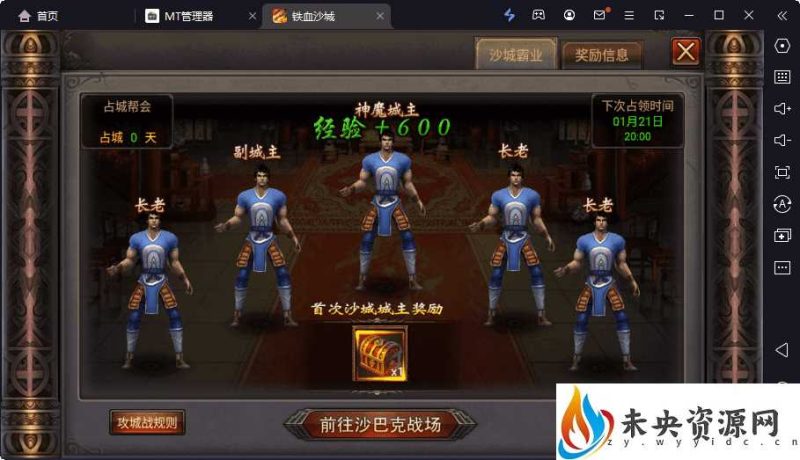 首页
MT管理器
铁血沙城
沙城霸业
奖励信息
占城帮会
占城 0 天
神魔城主
经验+600
下次占领时间
01月21日
20:00
副城主
长老
长老
长老
首次沙城城主奖励
x1
攻城战规则
前往沙巴克战场
未央资源网
zy.wyyidc.cn